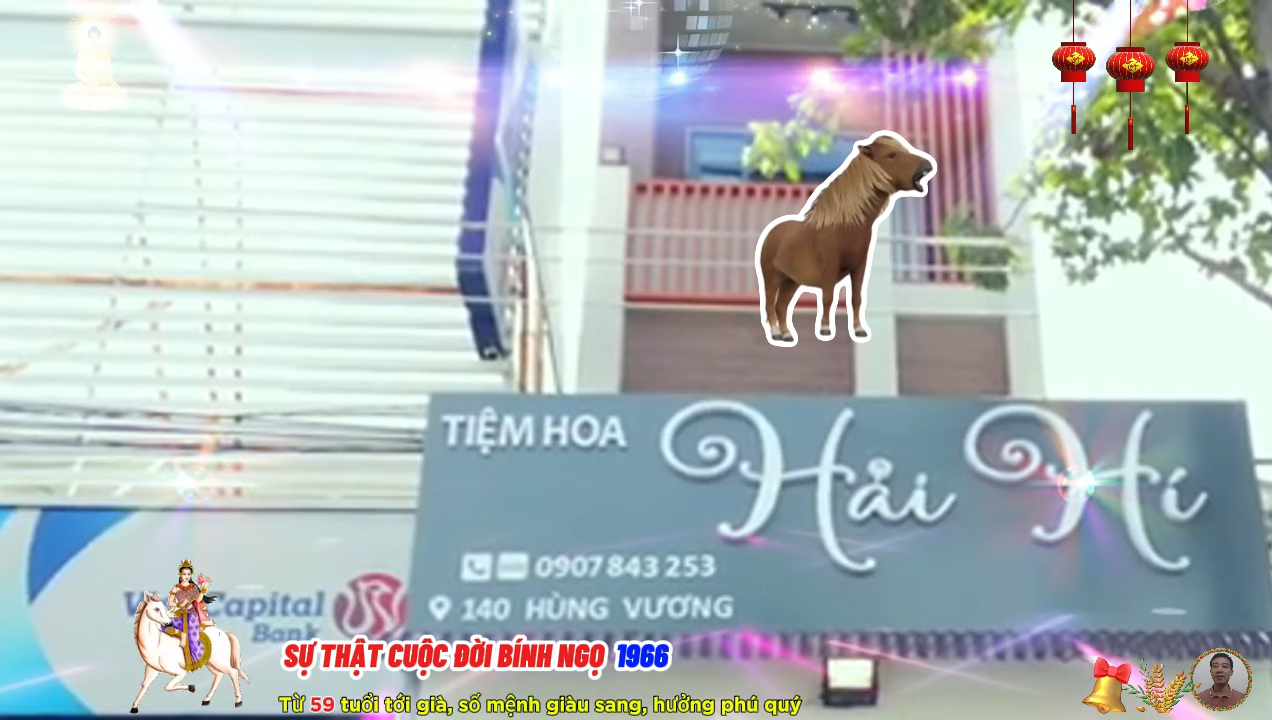 TIỆM HOA
Hải Hí
0907 843 253
140 HÙNG VƯƠNG
Capital
Bank
SỰ THẬT CUỘC ĐỜI BÍNH NGỌ 1966
Từ 59 tuổi tới già, số mệnh giàu sang, hưởng phú quý